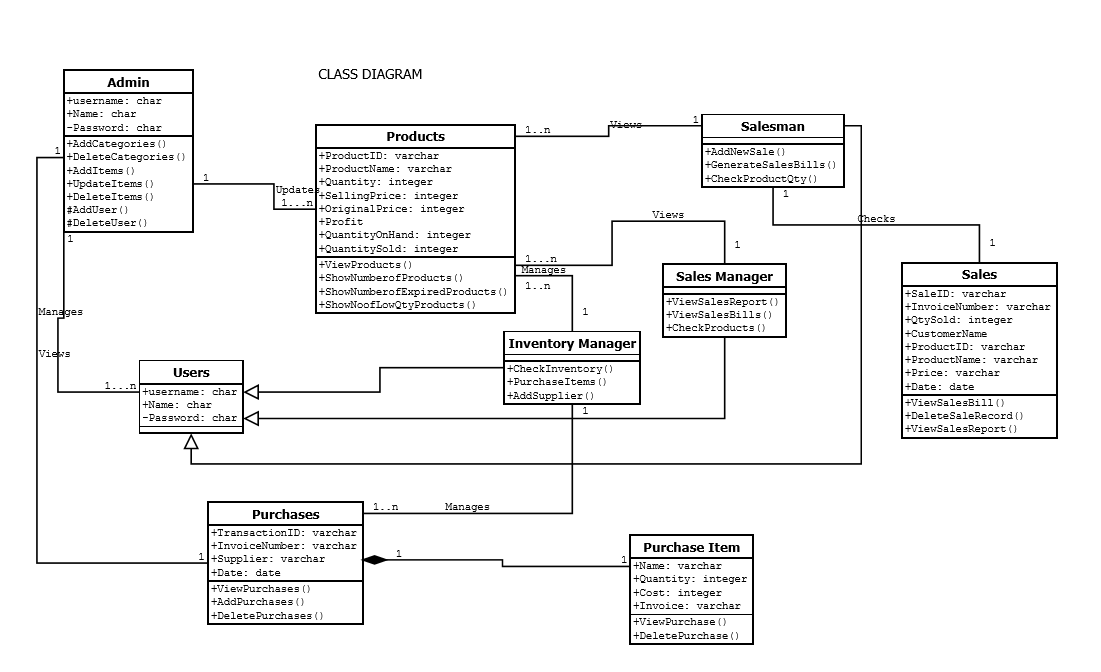 CLASS DIAGRAM
Admin
+username: char
+Name: char
-Password: char
+AddCategories()
+DeleteCategories()
+AddItems()
+UpdateItems()
+DeleteItems()
#AddUser()
#DeleteUser()
1
1
1
Updates
1...n
Products
+ProductID: varchar
+ProductName: varchar
+Quantity: integer
+SellingPrice: integer
+OriginalPrice: integer
+Profit
+QuantityOnHand: integer
+QuantitySold: integer
+ViewProducts()
+ShowNumberofProducts()
+ShowNumberofExpiredProducts()
+ShowNoofLowQtyProducts()
1..n
Views
1
Salesman
+AddNewSale()
+GenerateSalesBills()
+CheckProductQty()
1
Checks
1
Views
1
1..n
Manages
1..n
1
Sales Manager
+ViewSalesReport()
+ViewSalesBills()
+CheckProducts()
Sales
+SaleID: varchar
+InvoiceNumber: varchar
+QtySold: integer
+CustomerName
+ProductID: varchar
+ProductName: varchar
+Price: varchar
+Date: date
+ViewSalesBill()
+DeleteSaleRecord()
+ViewSalesReport()
Manages
Views
1...n
Users
+username: char
+Name: char
-Password: char
Inventory Manager
+CheckInventory()
+PurchaseItems()
+AddSupplier()
1
1..n
Manages
Purchases
+TransactionID: varchar
+InvoiceNumber: varchar
+Supplier: varchar
+Date: date
+ViewPurchases()
+AddPurchases()
+DeletePurchases()
1
1
1
Purchase Item
+Name: varchar
+Quantity: integer
+Cost: integer
+Invoice: varchar
+ViewPurchase()
+DeletePurchase()